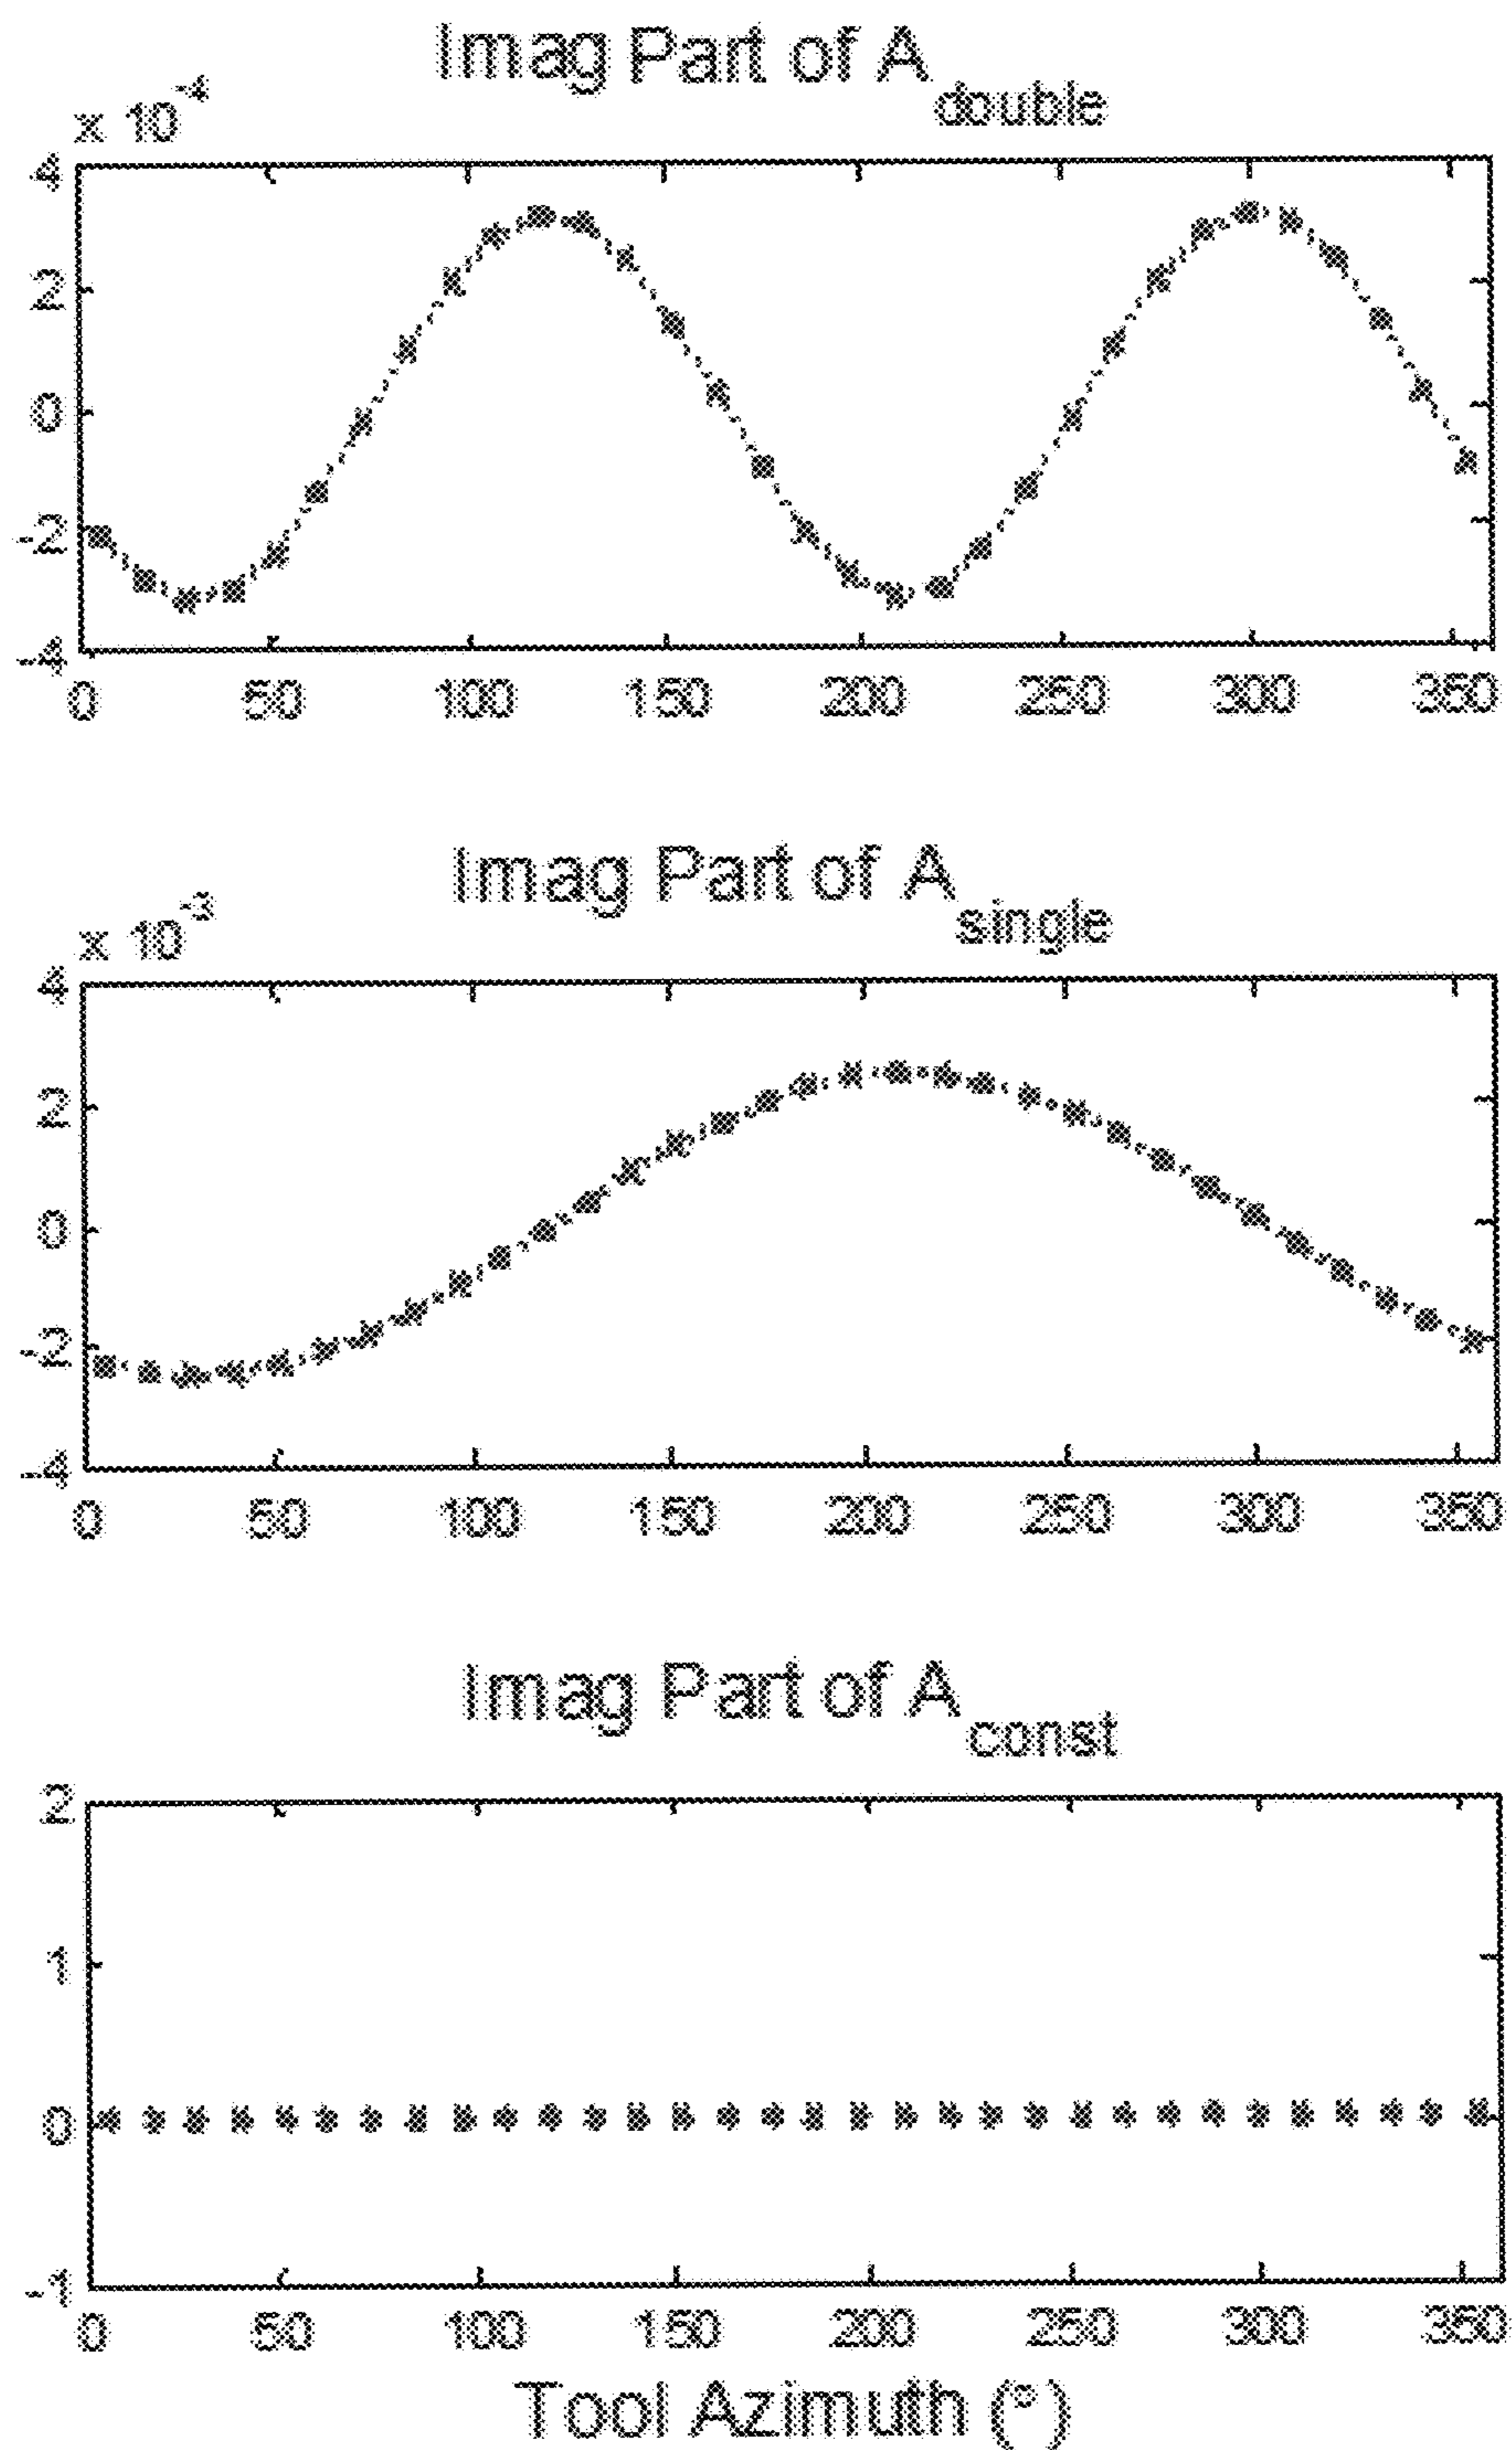 Imag Part of A double
x 10 -4
4
2
0
-2
-4
0 50 100 150 200 250 300 350
Imag Part of A single
x 10 -3
4
2
0
-2
-4
0 50 100 150 200 250 300 350
Imag Part of A const
2
1
0
-1
0 50 100 150 200 250 300 350
Tool Azimuth (°)